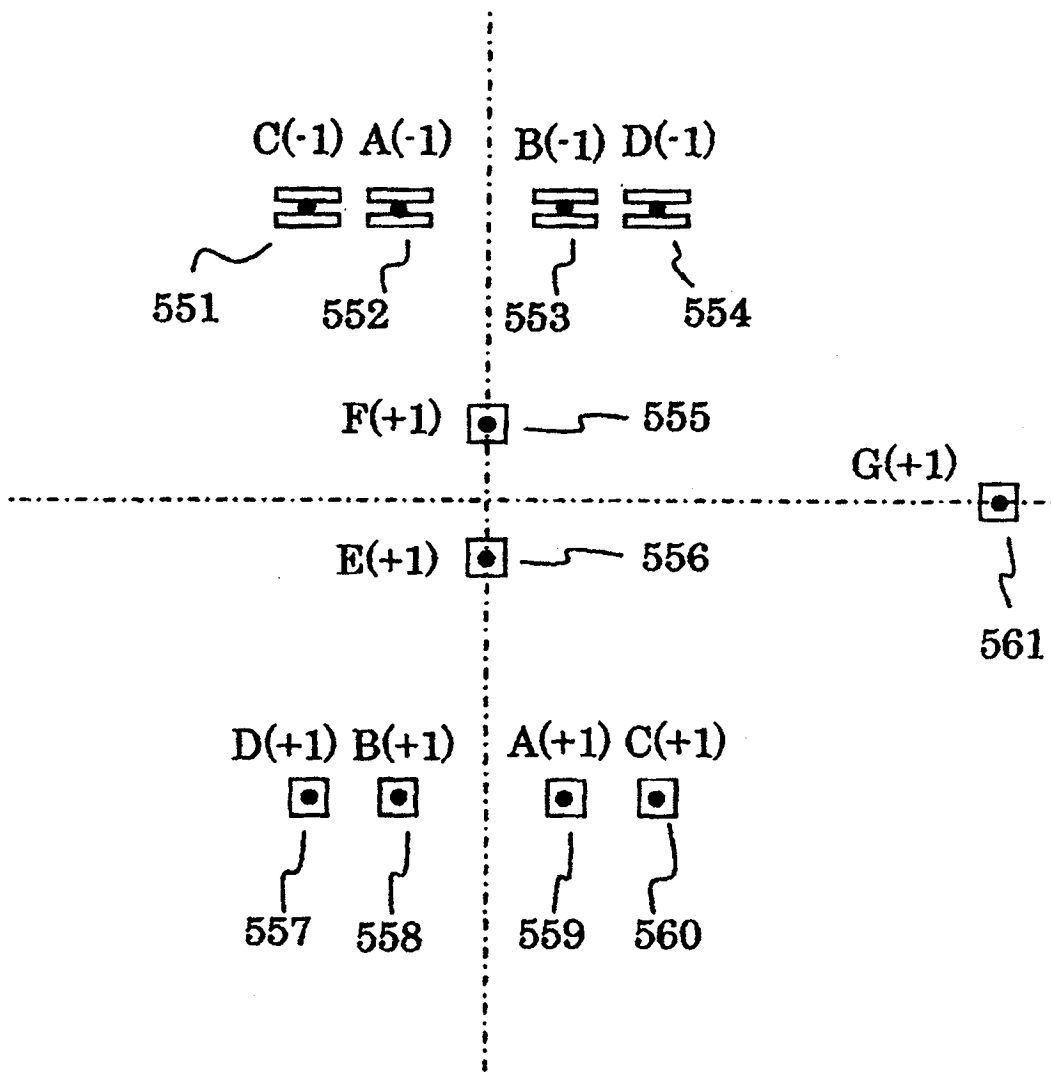 C(-1) A(-1) B(-1) D(-1)
551 552 553 554
F(+1) 555
G(+1)
E(+1) 556
561
D(+1) B(+1) A(+1) C(+1)
557 558 559 560